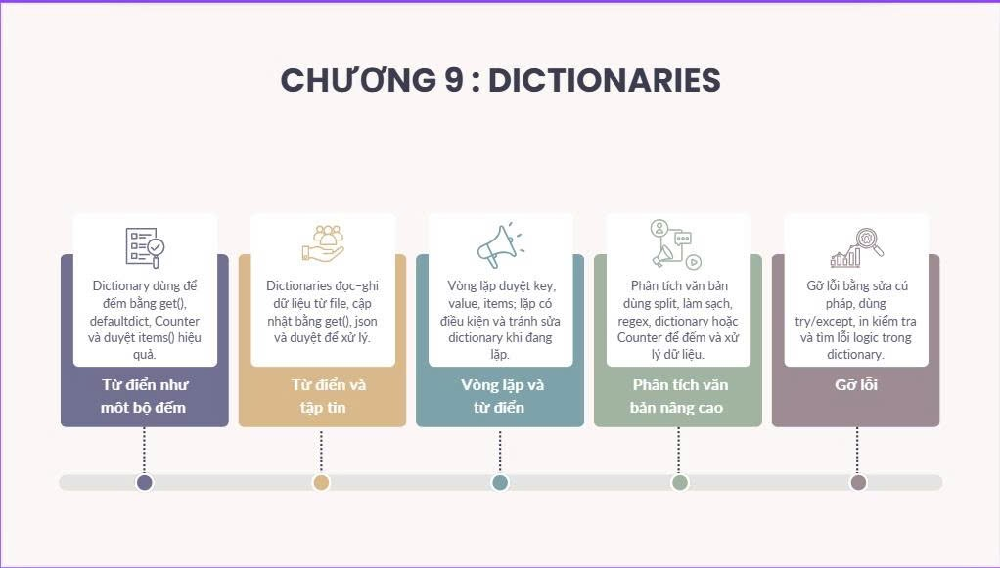 CHƯƠNG 9 : DICTIONARIES
Dictionary dùng để
đếm bằng get(),
defaultdict, Counter
và duyệt items() hiệu
quả.
Từ điển như
một bộ đếm
Dictionaries đọc–ghi
dữ liệu từ file, cập
nhật bằng get(), json
và duyệt để xử lý.
Từ điển và
tập tin
Vòng lặp duyệt key,
value, items; lặp có
điều kiện và tránh sửa
dictionary khi đang
lặp.
Vòng lặp và
từ điển
Phân tích văn bản
dùng split, làm sạch,
regex, dictionary hoặc
Counter để đếm và xử
lý dữ liệu.
Phân tích văn
bản nâng cao
Gỡ lỗi bằng sửa cú
pháp, dùng
try/except, in kiểm tra
và tìm lỗi logic trong
dictionary.
Gỡ lỗi